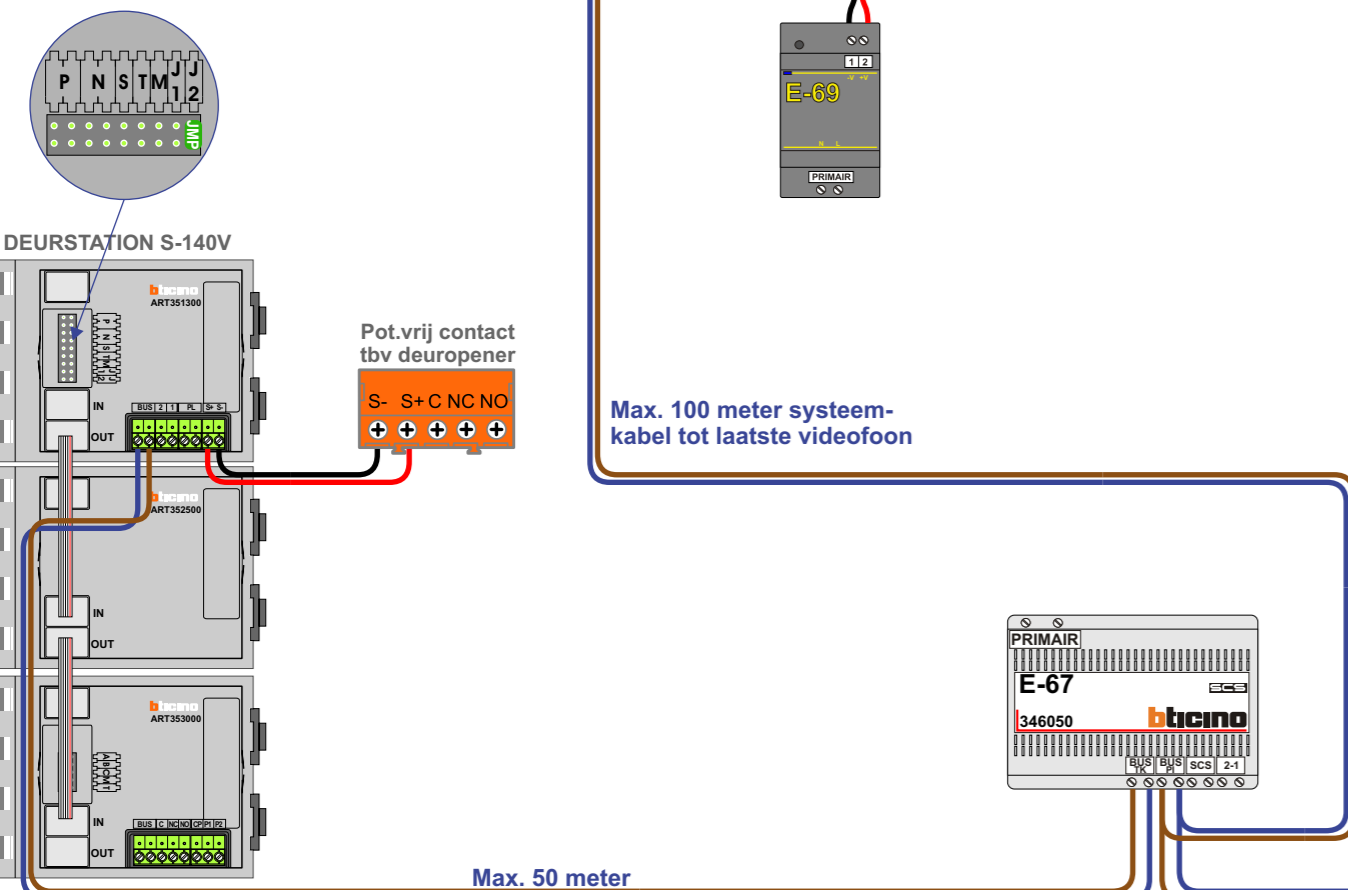 P N S T M J1 J2
JMP
1 2
-V +V
E-69
N L
PRIMAIR
DEURSTATION S-140V
bticino
ART351300
P N S T M J1 J2
IN
OUT
BUS 2 1 PL S+ S-
Pot.vrij contact
tbv deuropener
S- S+ C NC NO
Max. 100 meter systeem-
kabel tot laatste videofoon
bticino
ART352500
IN
OUT
PRIMAIR
E-67
SCS
346050
bticino
BUS TK BUS PI SCS 2-1
bticino
ART353000
A B C M T
IN
OUT
BUS C NC NO CP P1 P2
Max. 50 meter